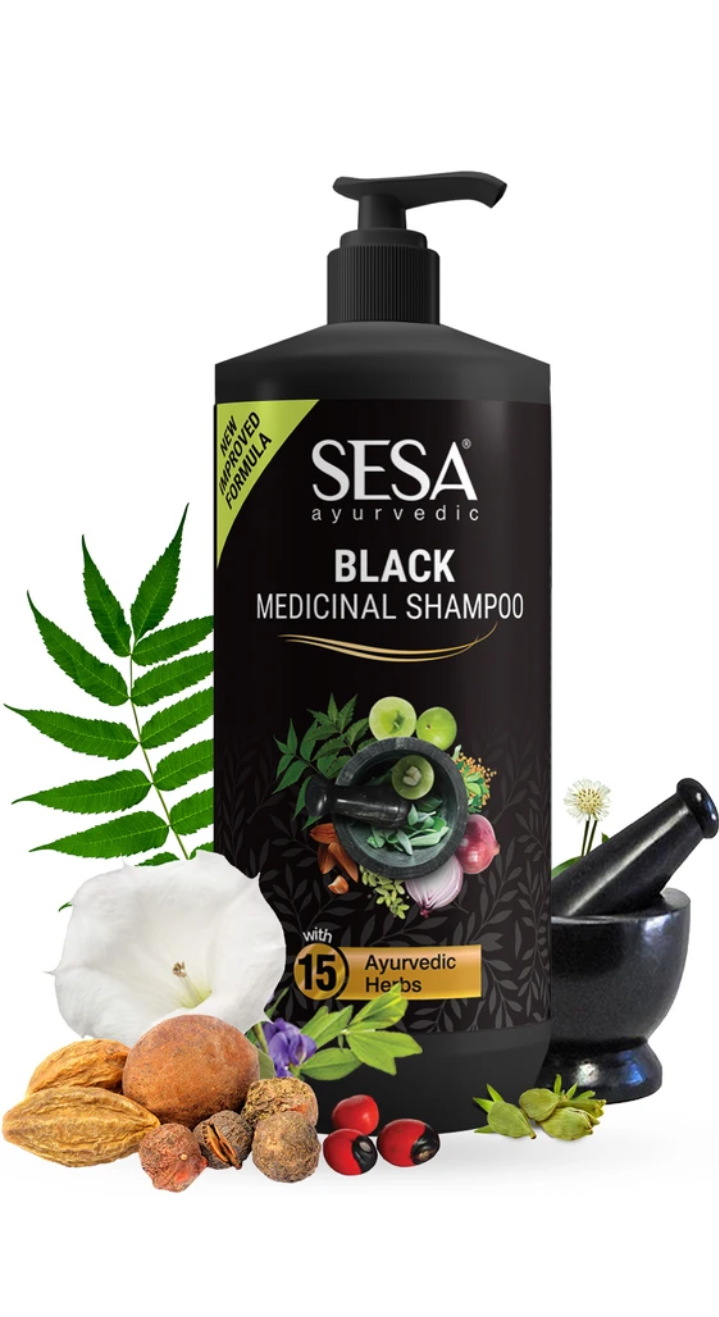 NEW
IMPROVED
FORMULA
SESA®
ayurvedic
BLACK
MEDICINAL SHAMPOO
with
15
Ayurvedic
Herbs